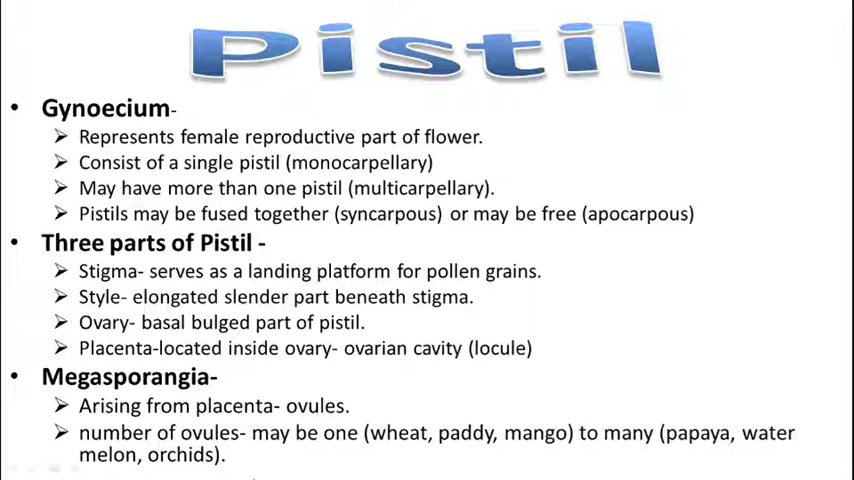 Pistil
• Gynoecium-
➢ Represents female reproductive part of flower.
➢ Consist of a single pistil (monocarpellary)
➢ May have more than one pistil (multicarpellary).
➢ Pistils may be fused together (syncarpous) or may be free (apocarpous)
• Three parts of Pistil -
➢ Stigma- serves as a landing platform for pollen grains.
➢ Style- elongated slender part beneath stigma.
➢ Ovary- basal bulged part of pistil.
➢ Placenta-located inside ovary- ovarian cavity (locule)
• Megasporangia-
➢ Arising from placenta- ovules.
➢ number of ovules- may be one (wheat, paddy, mango) to many (papaya, water
melon, orchids).